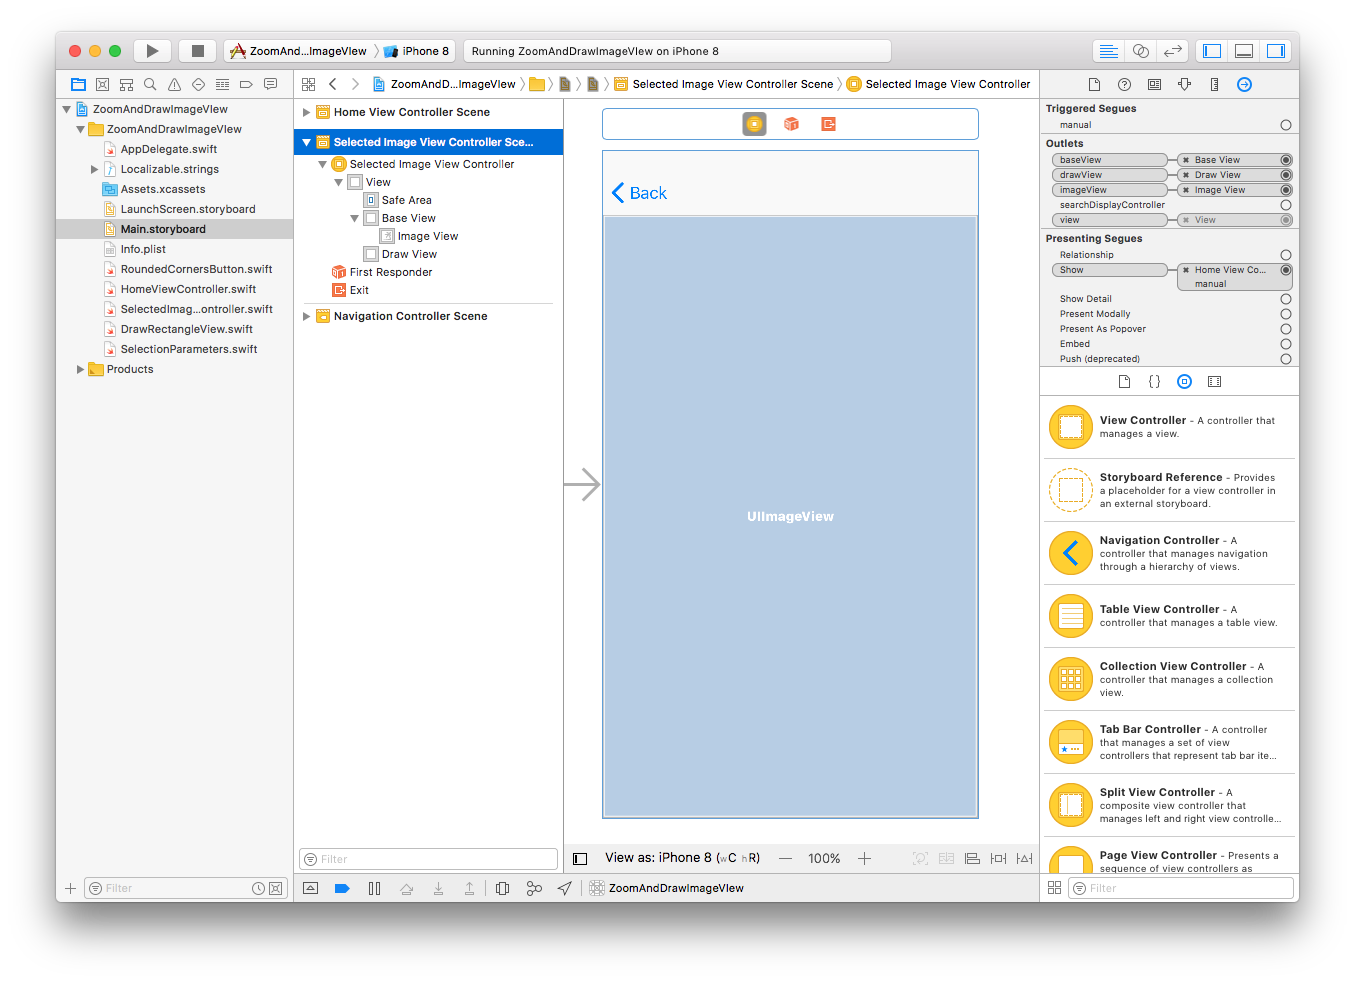 ZoomAnd...ImageVIew
iPhone 8
Running ZoomAndDrawImageVIew on iPhone 8
ZoomAndDrawImageVIew
ZoomAndDrawImageVIew
AppDelegate.swift
Localizable.strings
Assets.xcassets
LaunchScreen.storyboard
Main.storyboard
Info.plist
RoundedCornersButton.swift
HomeViewController.swift
SelectedImag...ontroller.swift
DrawRectangleView.swift
SelectionParameters.swift
Products
Filter
ZoomAndD...ImageVIew
Selected Image View Controller Scene
Selected Image View Controller
Home View Controller Scene
Selected Image View Controller Sce...
Selected Image View Controller
View
Safe Area
Base View
Image View
Draw View
First Responder
Exit
Navigation Controller Scene
Filter
Back
UIImageView
View as: iPhone 8 (wC hR)
100%
ZoomAndDrawImageVIew
Triggered Segues
manual
Outlets
baseView
Base View
drawView
Draw View
imageView
Image View
searchDisplayController
view
View
Presenting Segues
Relationship
Show
Home View Co...
manual
Show Detail
Present Modally
Present As Popover
Embed
Push (deprecated)
{}
View Controller - A controller that
manages a view.
Storyboard Reference - Provides
a placeholder for a view controller in
an external storyboard.
Navigation Controller - A
controller that manages navigation
through a hierarchy of views.
Table View Controller - A
controller that manages a table view.
Collection View Controller - A
controller that manages a collection
view.
Tab Bar Controller - A controller
that manages a set of view
controllers that represent tab bar ite...
Split View Controller - A
composite view controller that
manages left and right view controlle...
Page View Controller - Presents a
sequence of view controllers as
Filter